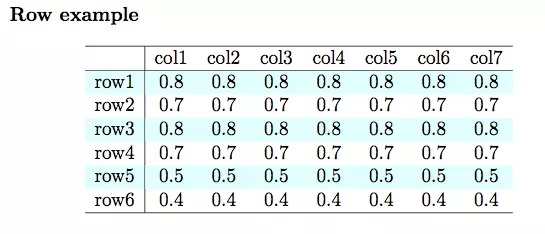 Row example
col1 col2 col3 col4 col5 col6 col7
row1 0.8 0.8 0.8 0.8 0.8 0.8 0.8
row2 0.7 0.7 0.7 0.7 0.7 0.7 0.7
row3 0.8 0.8 0.8 0.8 0.8 0.8 0.8
row4 0.7 0.7 0.7 0.7 0.7 0.7 0.7
row5 0.5 0.5 0.5 0.5 0.5 0.5 0.5
row6 0.4 0.4 0.4 0.4 0.4 0.4 0.4